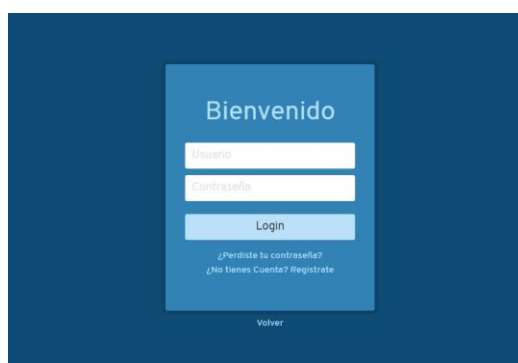 Bienvenido
Usuario
Contraseña
Login
¿Perdiste tu contraseña?
¿No tienes Cuenta? Registrate
Volver